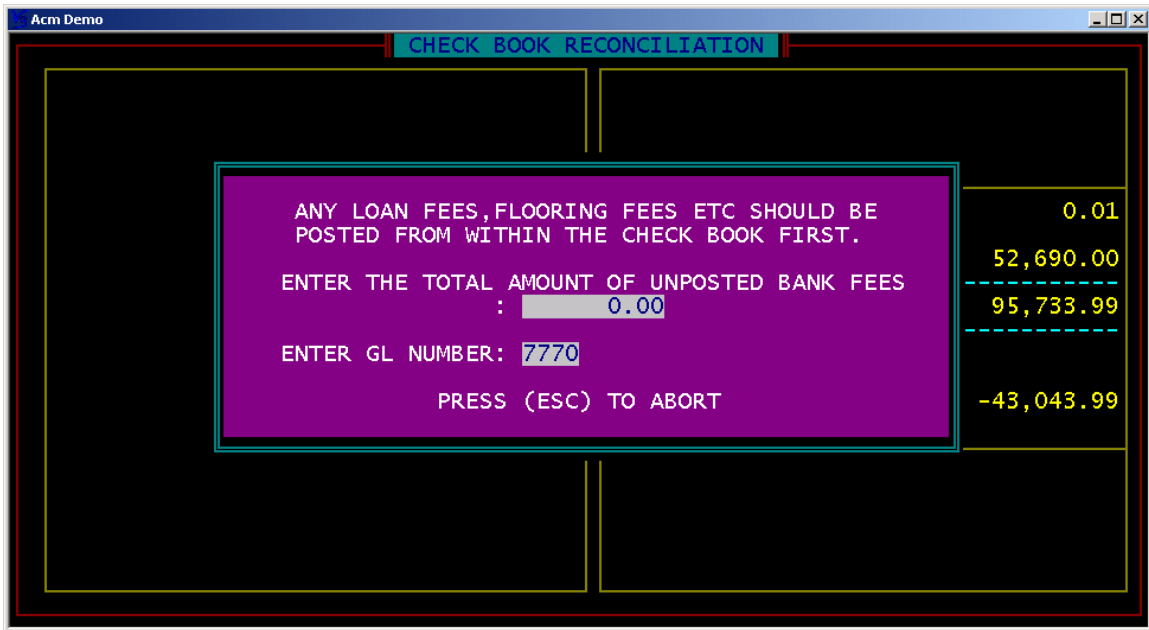 Acm Demo
CHECK BOOK RECONCILIATION
ANY LOAN FEES,FLOORING FEES ETC SHOULD BE
POSTED FROM WITHIN THE CHECK BOOK FIRST.
ENTER THE TOTAL AMOUNT OF UNPOSTED BANK FEES
: 0.00
ENTER GL NUMBER: 7770
PRESS (ESC) TO ABORT
0.01
52,690.00
-----------
95,733.99
-----------
-43,043.99